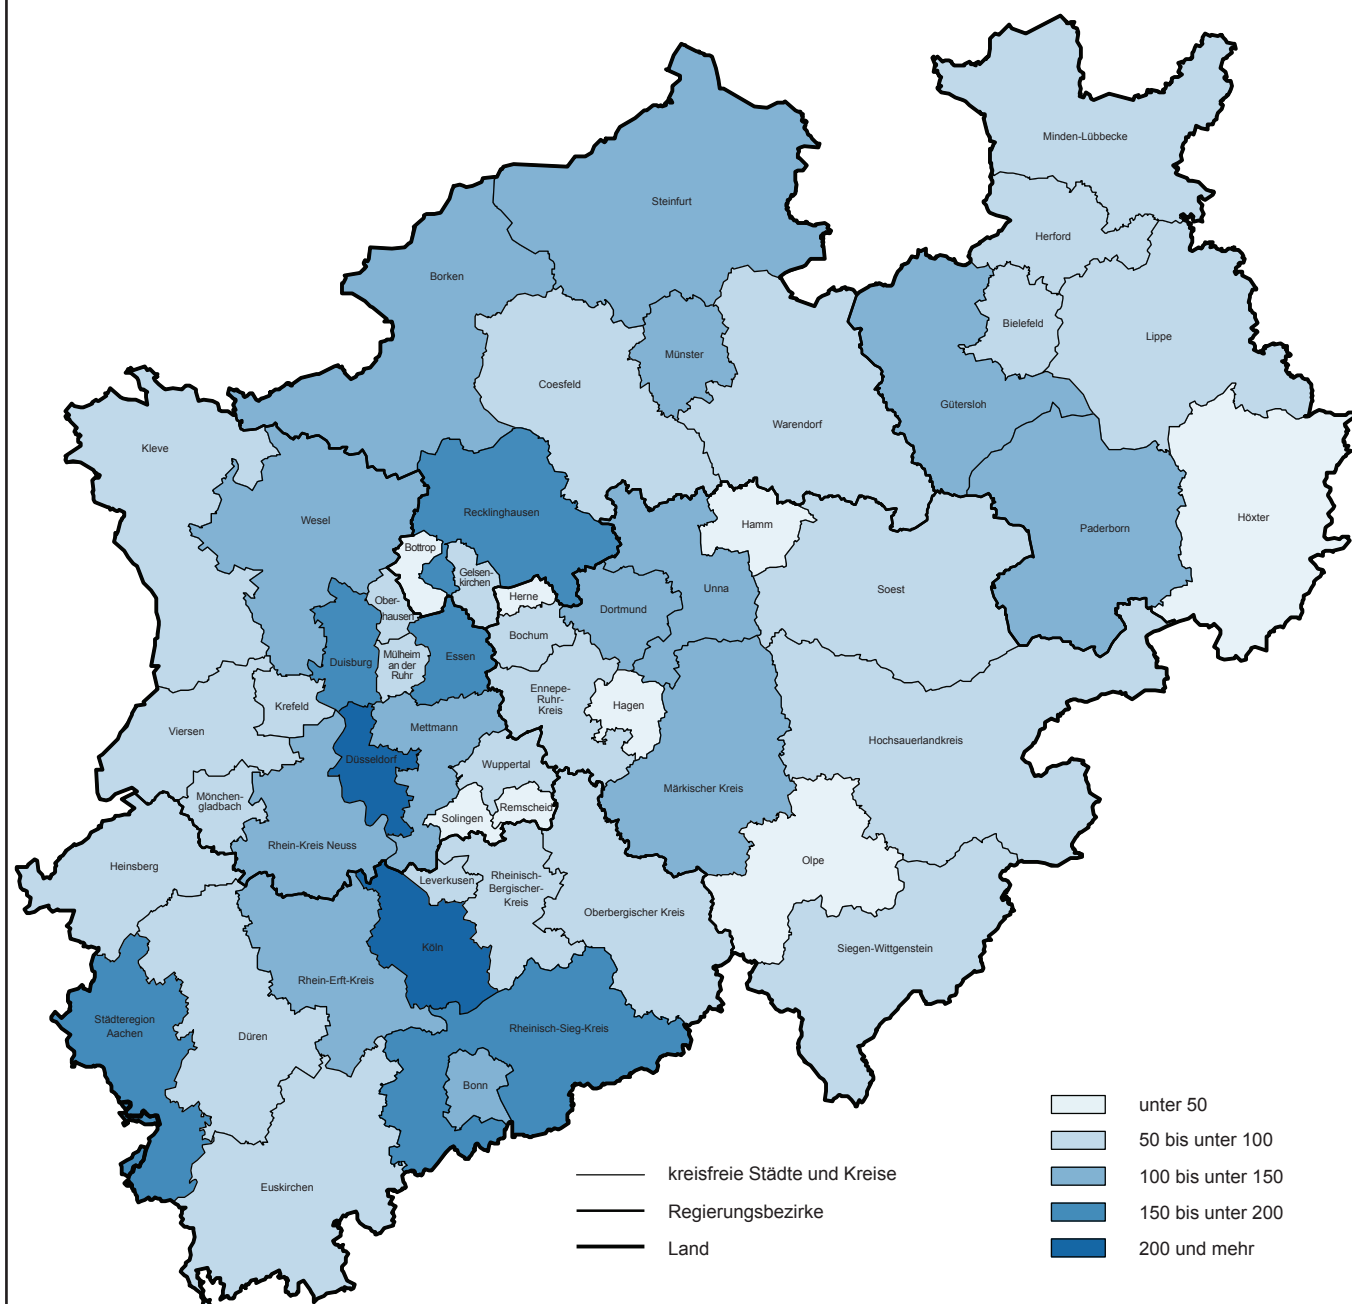 Minden-Lübbecke
Steinfurt
Herford
Borken
Bielefeld
Lippe
Münster
Coesfeld
Gütersloh
Warendorf
Kleve
Recklinghausen
Wesel
Hamm
Höxter
Paderborn
Bottrop
Gelsen-
kirchen
Soest
Unna
Herne
Ober-
hausen
Dortmund
Bochum
Duisburg
Mülheim
an der
Ruhr
Essen
Ennepe-
Ruhr-
Kreis
Hagen
Krefeld
Viersen
Mettmann
Hochsauerlandkreis
Düsseldorf
Wuppertal
Märkischer Kreis
Mönchen-
gladbach
Remscheid
Solingen
Rhein-Kreis Neuss
Olpe
Heinsberg
Leverkusen
Rheinisch-
Bergischer-
Kreis
Oberbergischer Kreis
Köln
Siegen-Wittgenstein
Rhein-Erft-Kreis
Städteregion
Aachen
Düren
Rheinisch-Sieg-Kreis
Bonn
Euskirchen
kreisfreie Städte und Kreise
Regierungsbezirke
Land
unter 50
50 bis unter 100
100 bis unter 150
150 bis unter 200
200 und mehr